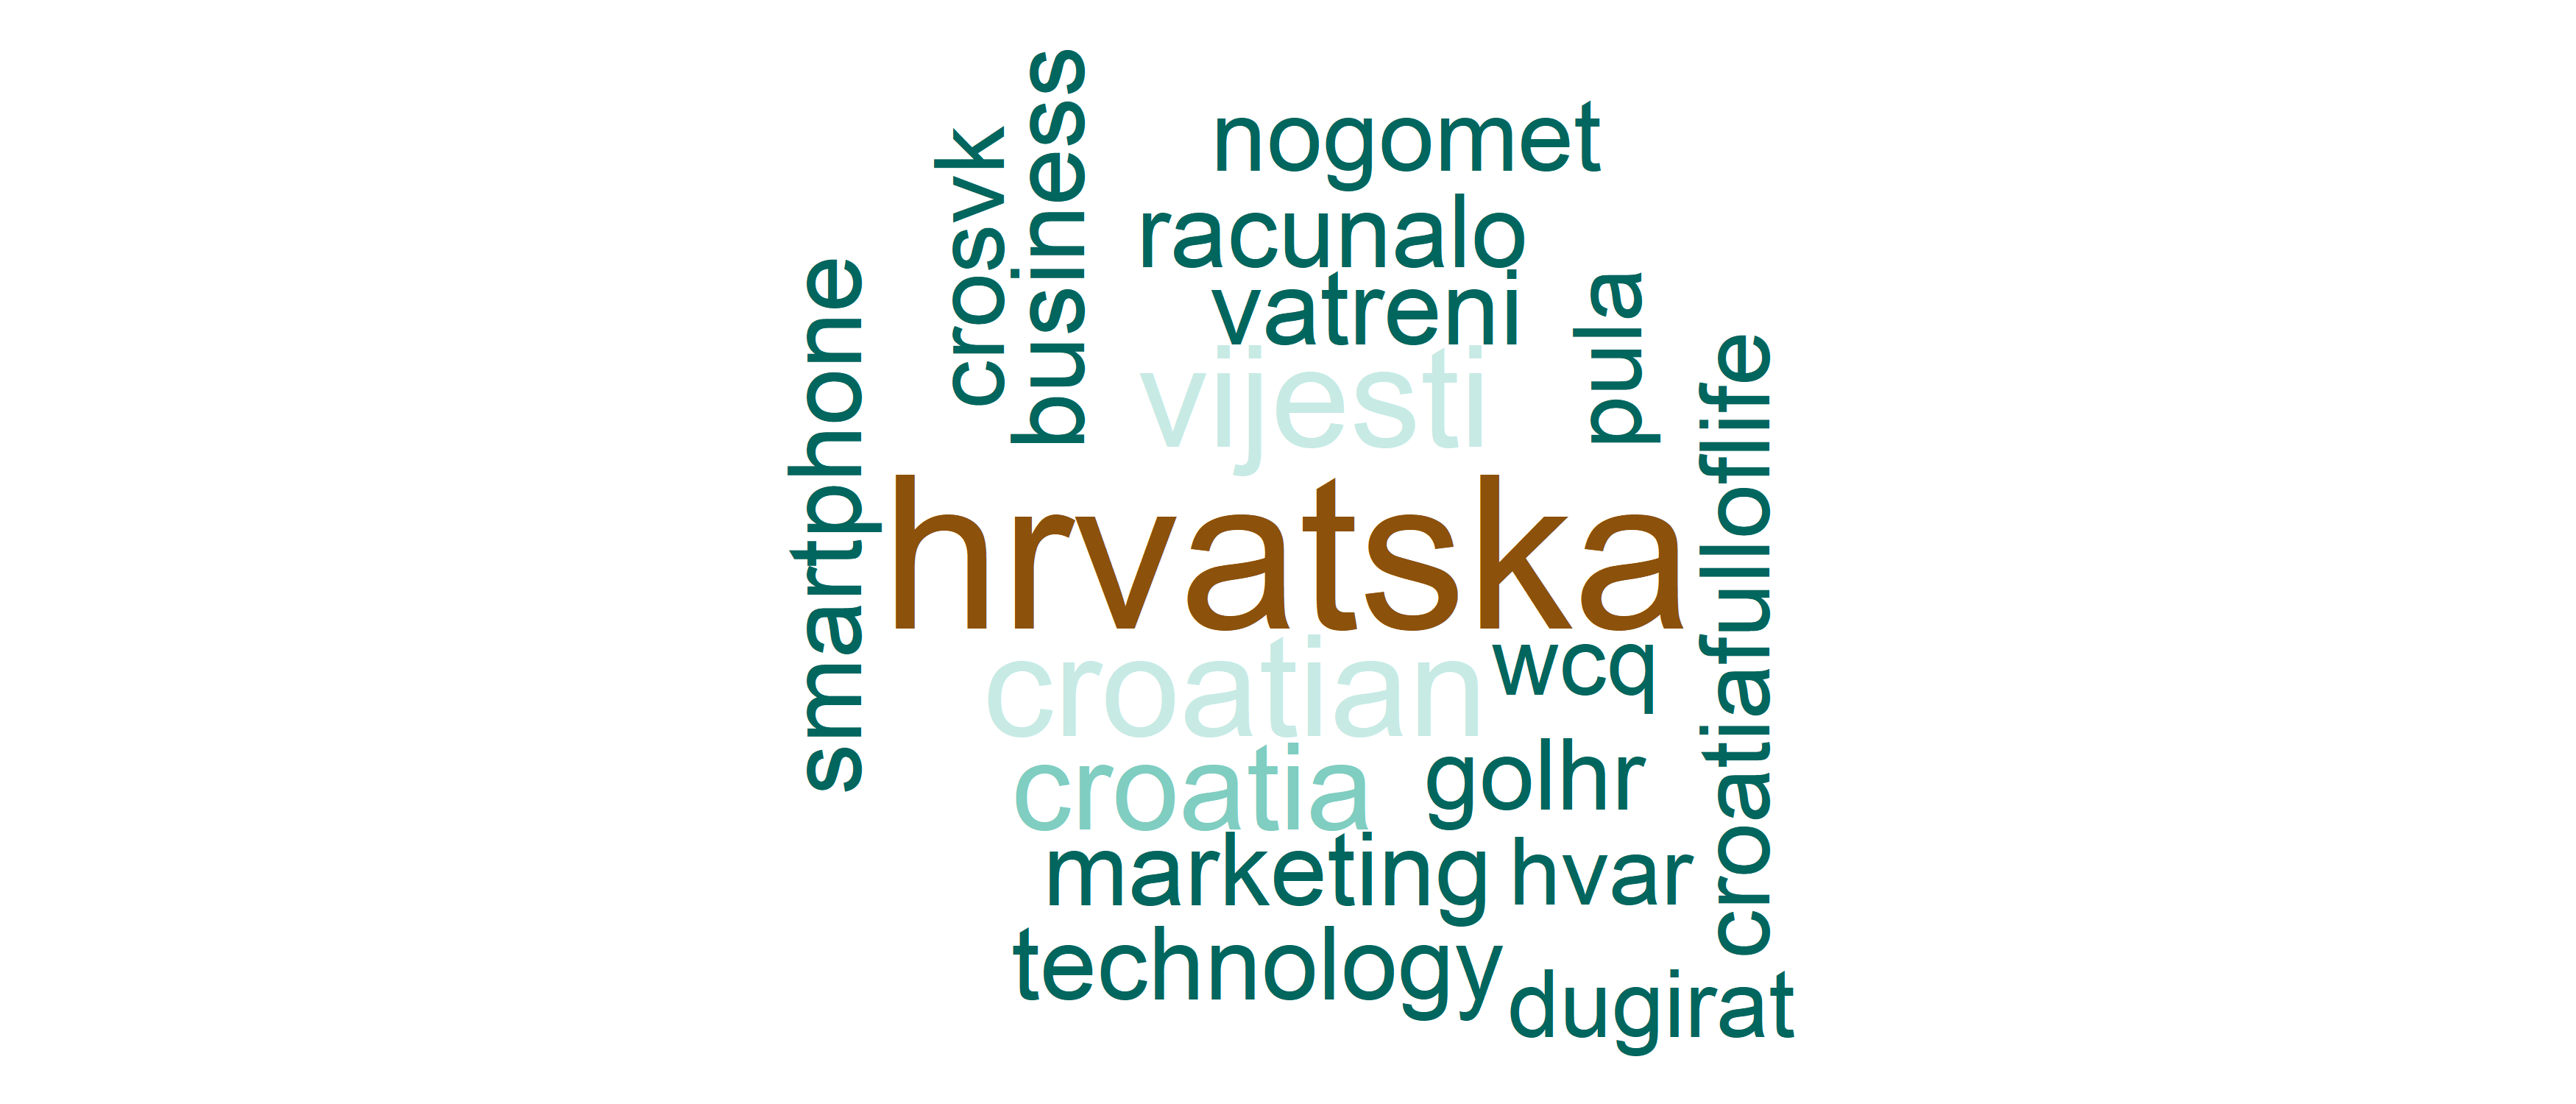 smartphone
crosvk
business
nogomet
racunalo
vatreni
vijesti
pula
hrvatska
croatiafulloflife
croatian
wcq
croatia
golhr
marketing
hvar
technology
dugirat